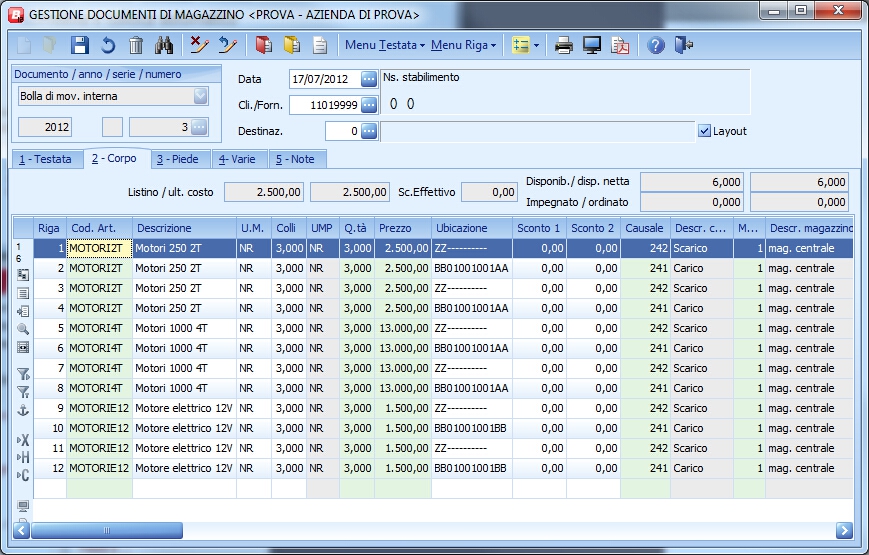 GESTIONE DOCUMENTI DI MAGAZZINO <PROVA - AZIENDA DI PROVA>
Menu Testata Menu Riga
Documento / anno / serie / numero
Bolla di mov. interna
2012 3
Data 17/07/2012 Ns. stabilimento
Cli./Forn. 11019999 0 0
Destinaz. 0 Layout
1 - Testata 2 - Corpo 3 - Piede 4- Varie 5 - Note
Listino / ult. costo 2.500,00 2.500,00 Sc.Effettivo 0,00
Disponib./ disp. netta 6,000 6,000
Impegnato / ordinato 0,000 0,000
Riga Cod. Art. Descrizione U.M. Colli UMP Q.tà Prezzo Ubicazione Sconto 1 Sconto 2 Causale Descr. c... M... Descr. magazzino
1 MOTORI2T Motori 250 2T NR 3,000 NR 3,000 2.500,00 ZZ---------- 0,00 0,00 242 Scarico 1 mag. centrale
2 MOTORI2T Motori 250 2T NR 3,000 NR 3,000 2.500,00 BB01001001AA 0,00 0,00 241 Carico 1 mag. centrale
3 MOTORI2T Motori 250 2T NR 3,000 NR 3,000 2.500,00 ZZ---------- 0,00 0,00 242 Scarico 1 mag. centrale
4 MOTORI2T Motori 250 2T NR 3,000 NR 3,000 2.500,00 BB01001001AA 0,00 0,00 241 Carico 1 mag. centrale
5 MOTORI4T Motori 1000 4T NR 3,000 NR 3,000 13.000,00 ZZ---------- 0,00 0,00 242 Scarico 1 mag. centrale
6 MOTORI4T Motori 1000 4T NR 3,000 NR 3,000 13.000,00 BB01001001AA 0,00 0,00 241 Carico 1 mag. centrale
7 MOTORI4T Motori 1000 4T NR 3,000 NR 3,000 13.000,00 ZZ---------- 0,00 0,00 242 Scarico 1 mag. centrale
8 MOTORI4T Motori 1000 4T NR 3,000 NR 3,000 13.000,00 BB01001001AA 0,00 0,00 241 Carico 1 mag. centrale
9 MOTORIE12 Motore elettrico 12V NR 3,000 NR 3,000 1.500,00 ZZ---------- 0,00 0,00 242 Scarico 1 mag. centrale
10 MOTORIE12 Motore elettrico 12V NR 3,000 NR 3,000 1.500,00 BB01001001BB 0,00 0,00 241 Carico 1 mag. centrale
11 MOTORIE12 Motore elettrico 12V NR 3,000 NR 3,000 1.500,00 ZZ---------- 0,00 0,00 242 Scarico 1 mag. centrale
12 MOTORIE12 Motore elettrico 12V NR 3,000 NR 3,000 1.500,00 BB01001001BB 0,00 0,00 241 Carico 1 mag. centrale
1
6
X
H
C